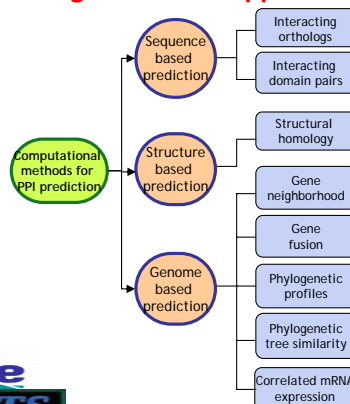 Interacting
orthologs
Sequence
based
prediction
Interacting
domain pairs
Structural
homology
Computational
methods for
PPI prediction
Structure
based
prediction
Gene
neighborhood
Gene
fusion
Genome
based
prediction
Phylogenetic
profiles
Phylogenetic
tree similarity
Correlated mRNA
expression